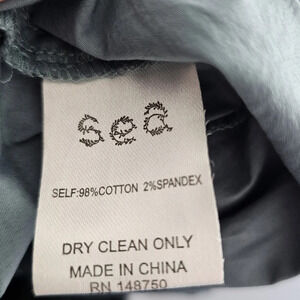 sea
SELF:98%COTTON 2%SPANDEX
DRY CLEAN ONLY
MADE IN CHINA
RN 148750